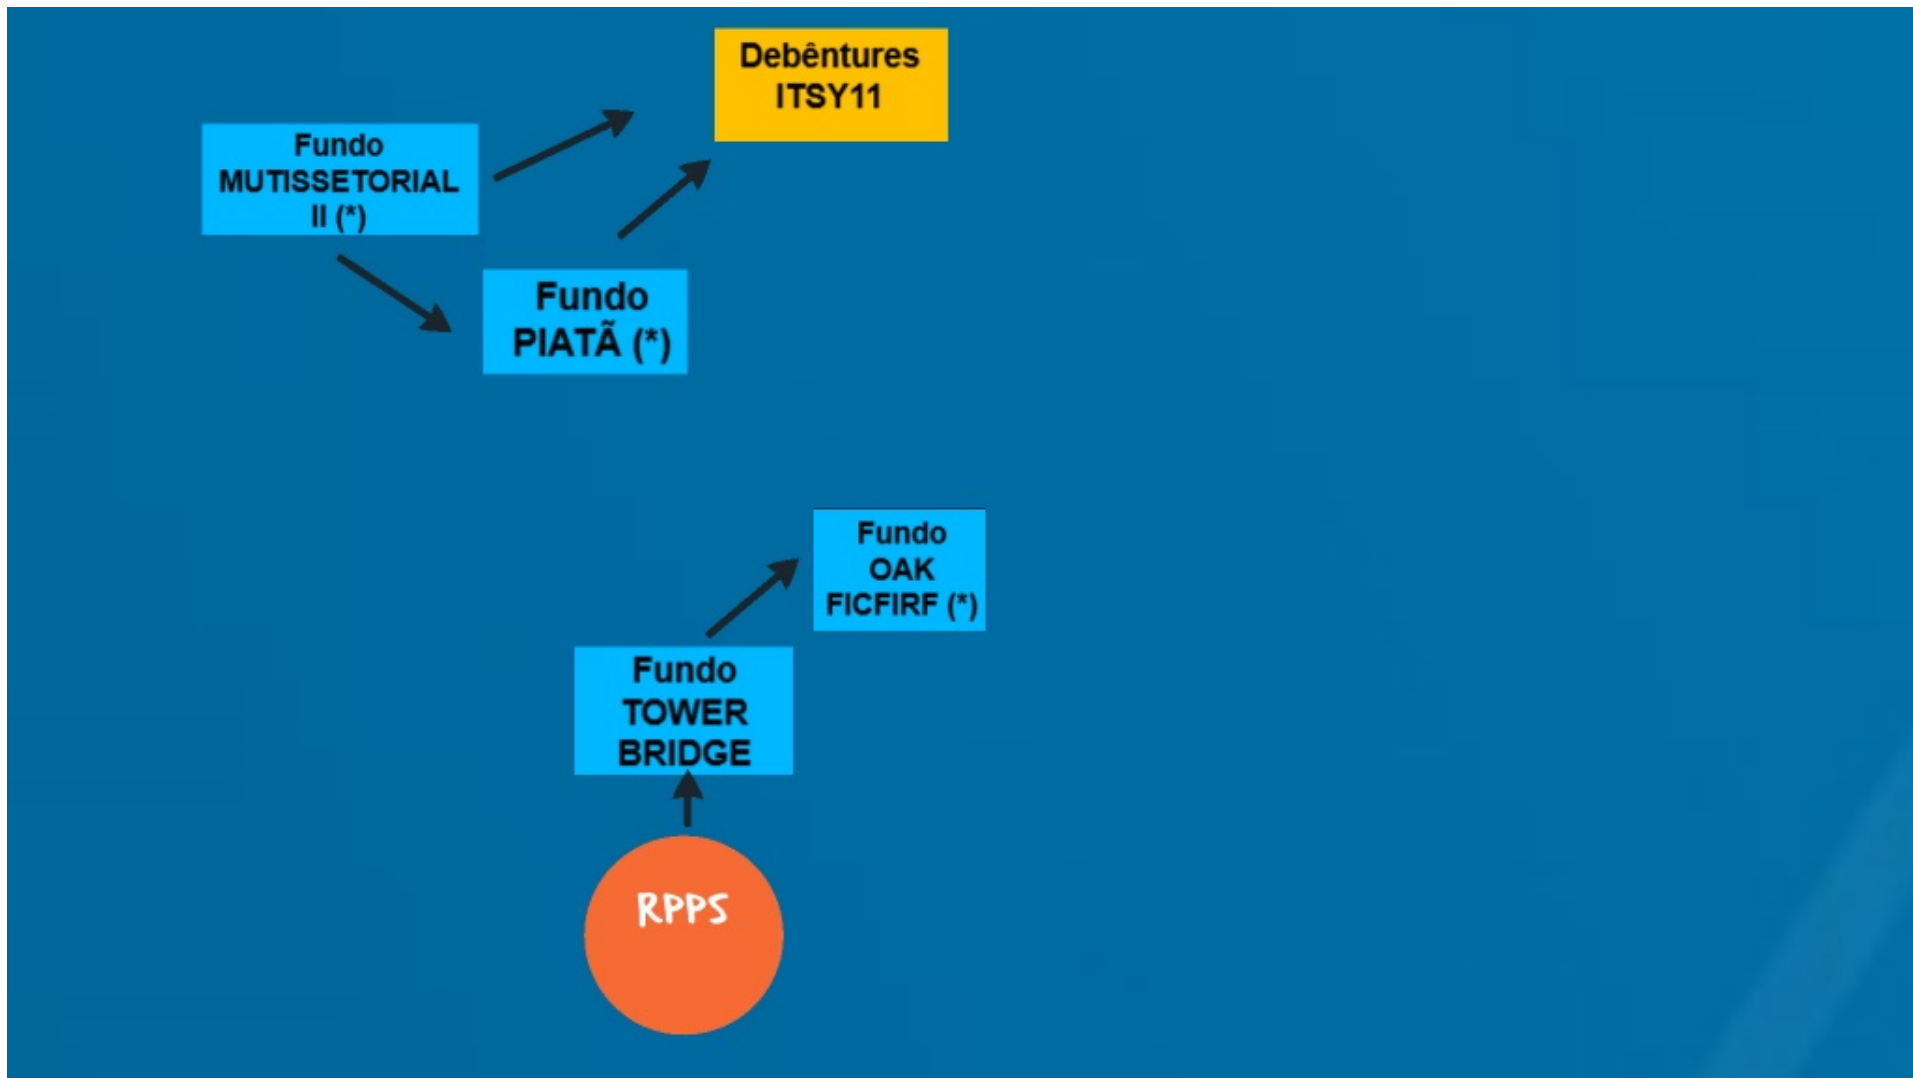 Debêntures
ITSY11
Fundo
MUTISSETORIAL
II (*)
Fundo
PIATÃ (*)
Fundo
OAK
FICFIRF (*)
Fundo
TOWER
BRIDGE
RPPS